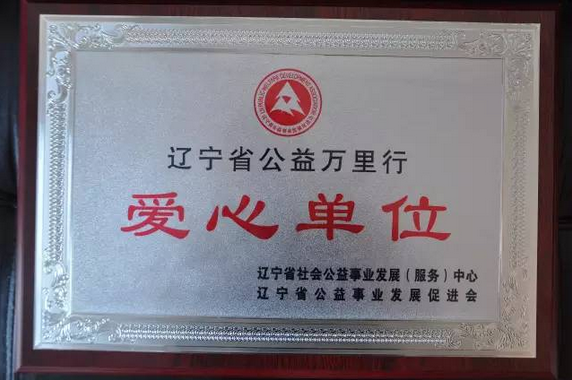 辽宁省公益万里行
爱心单位
辽宁省社会公益事业发展（服务）中心
辽宁省公益事业发展促进会